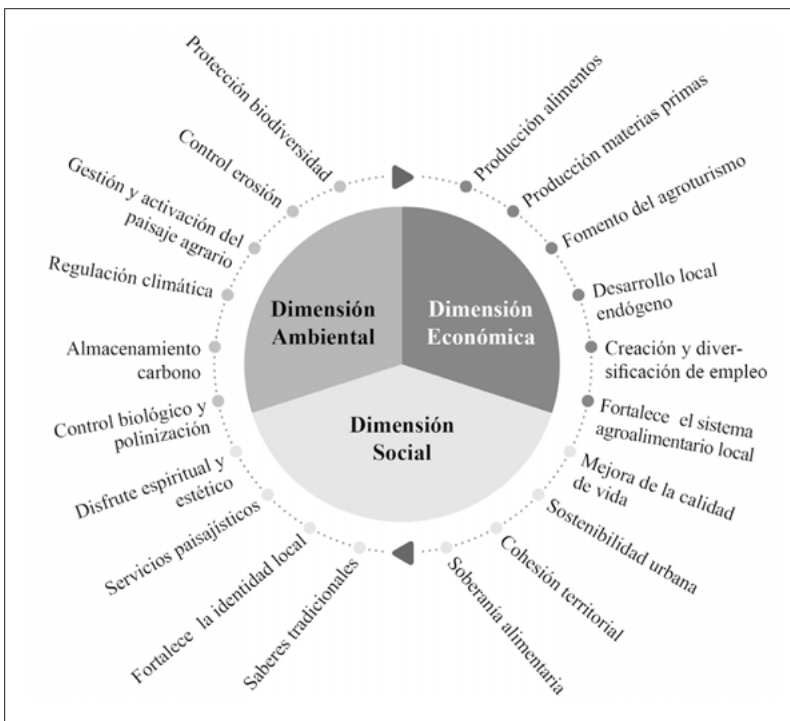 Protección biodiversidad
Control erosión
Gestión y activación del
paisaje agrario
Regulación climática
Almacenamiento
carbono
Control biológico y
polinización
Disfrute espiritual y
estético
Servicios paisajísticos
Fortalece la identidad local
Saberes tradicionales
Dimensión
Ambiental
Dimensión
Económica
Dimensión
Social
Producción alimentos
Producción materias primas
Fomento del agroturismo
Desarrollo local
endógeno
Creación y diver-
sificación de empleo
Fortalece el sistema
agroalimentario local
Mejora de la calidad
de vida
Sostenibilidad urbana
Cohesión territorial
Soberanía alimentaria